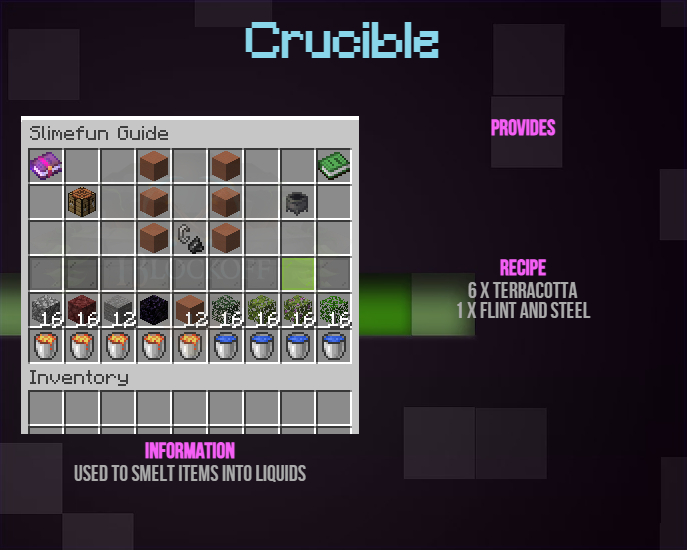 Crucible
PROVIDES
Slimefun Guide
BLOCKOFF
16 16 12 12 16 16 16 16
Inventory
RECIPE
6 X TERRACOTTA
1 X FLINT AND STEEL
INFORMATION
USED TO SMELT ITEMS INTO LIQUIDS